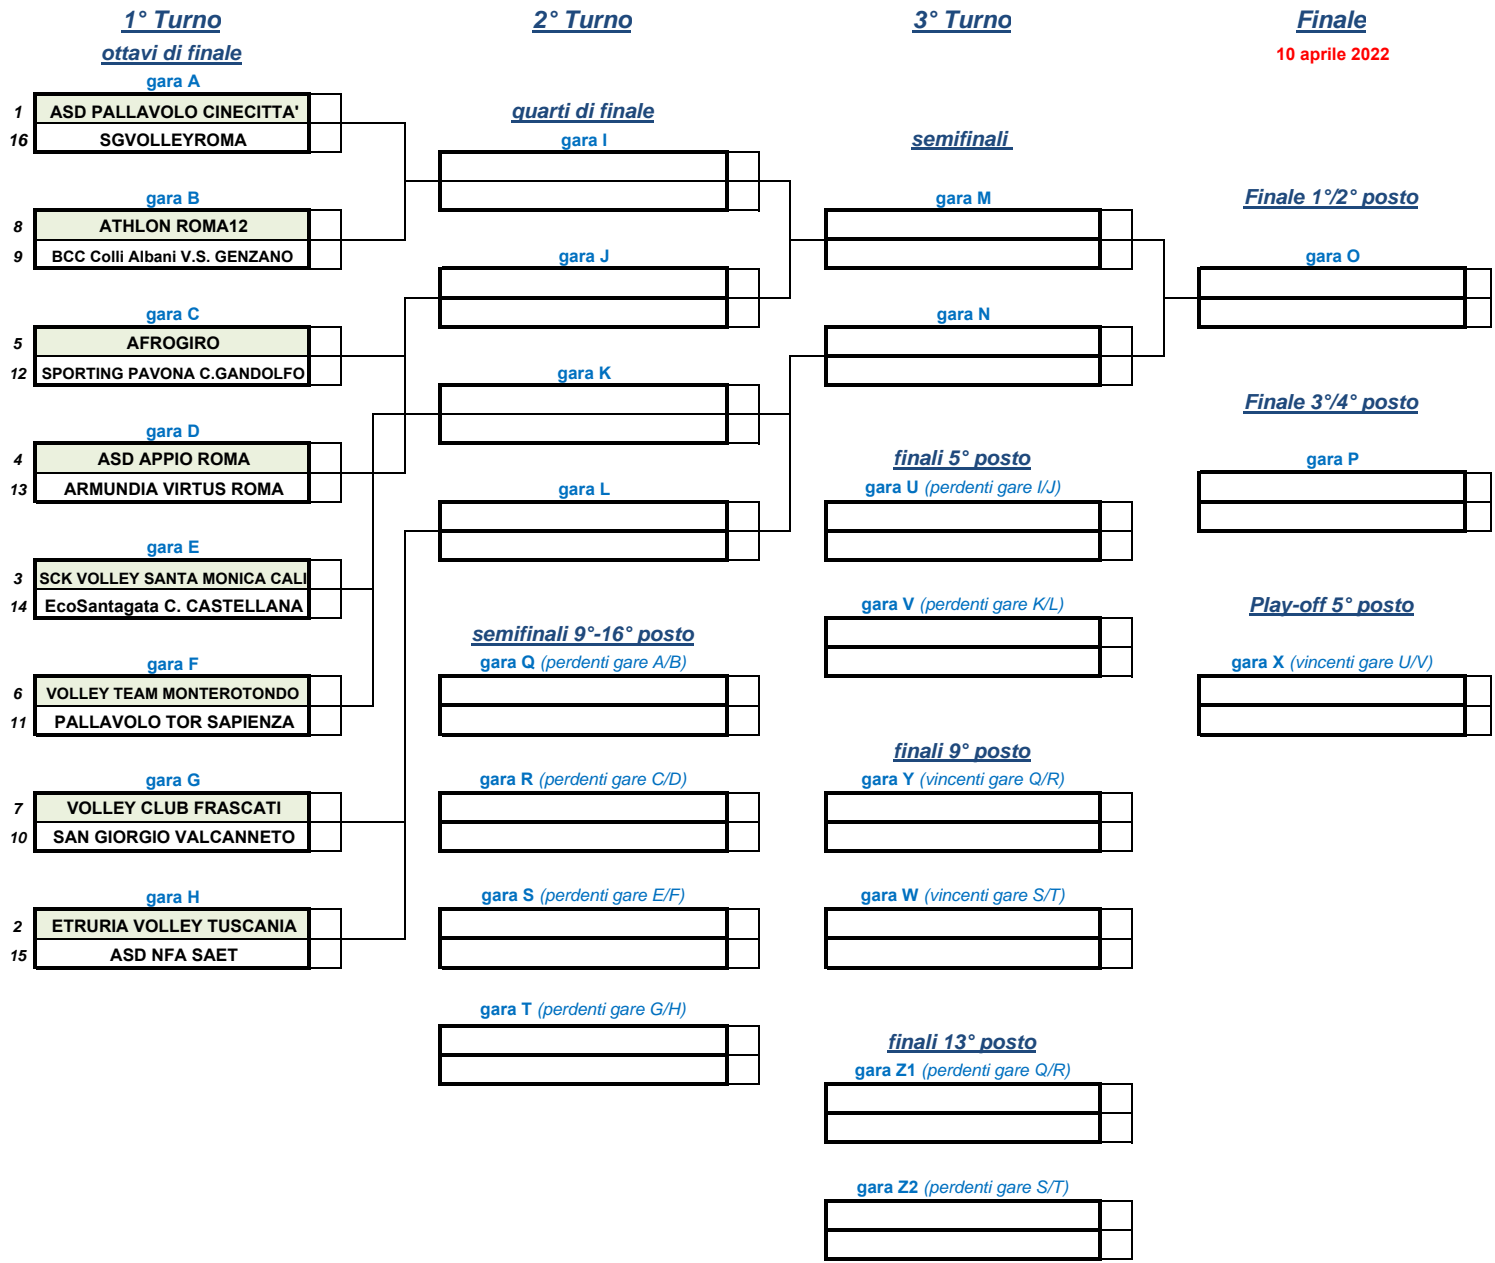 1° Turno
ottavi di finale
gara A
1 ASD PALLAVOLO CINECITTA'
16 SGVOLLEYROMA
gara B
8 ATHLON ROMA12
9 BCC Colli Albani V.S. GENZANO
gara C
5 AFROGIRO
12 SPORTING PAVONA C.GANDOLFO
gara D
4 ASD APPIO ROMA
13 ARMUNDIA VIRTUS ROMA
gara E
3 SCK VOLLEY SANTA MONICA CALI
14 EcoSantagata C. CASTELLANA
gara F
6 VOLLEY TEAM MONTEROTONDO
11 PALLAVOLO TOR SAPIENZA
gara G
7 VOLLEY CLUB FRASCATI
10 SAN GIORGIO VALCANNETO
gara H
2 ETRURIA VOLLEY TUSCANIA
15 ASD NFA SAET
2° Turno
quarti di finale
gara I
gara J
gara K
gara L
semifinali 9°-16° posto
gara Q (perdenti gare A/B)
gara R (perdenti gare C/D)
gara S (perdenti gare E/F)
gara T (perdenti gare G/H)
3° Turno
semifinali
gara M
gara N
finali 5° posto
gara U (perdenti gare I/J)
gara V (perdenti gare K/L)
finali 9° posto
gara Y (vincenti gare Q/R)
gara W (vincenti gare S/T)
finali 13° posto
gara Z1 (perdenti gare Q/R)
gara Z2 (perdenti gare S/T)
Finale
10 aprile 2022
Finale 1°/2° posto
gara O
Finale 3°/4° posto
gara P
Play-off 5° posto
gara X (vincenti gare U/V)